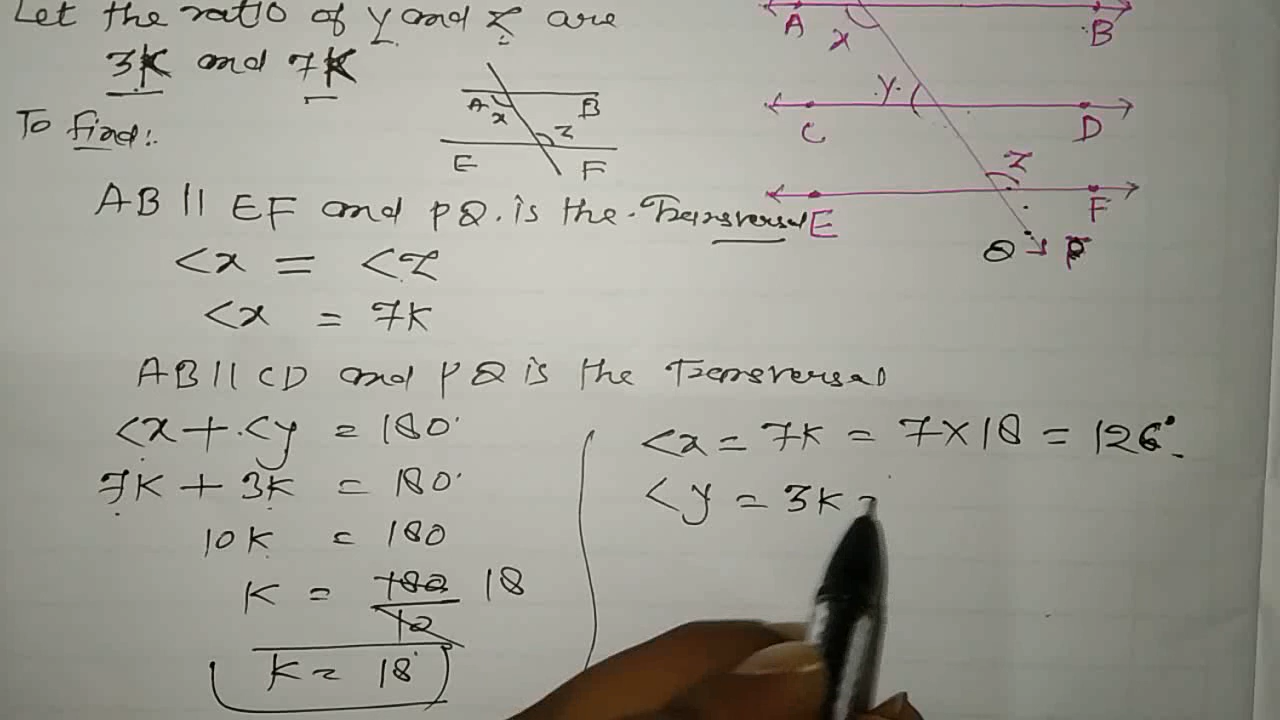 Let the ratio of y and z are
3K and 7K
A B
x z
E F
To find:.
AB || EF and PQ. is the. Transversal
<x = <z
<x = 7K
AB || CD and PQ is the Transversal
<x + <y = 180°
7K + 3K = 180°
10K = 180
K = 180/10 18
K = 18
<x = 7K = 7×18 = 126°
<y = 3K =
A B
x
y
C D
z
E F
Q